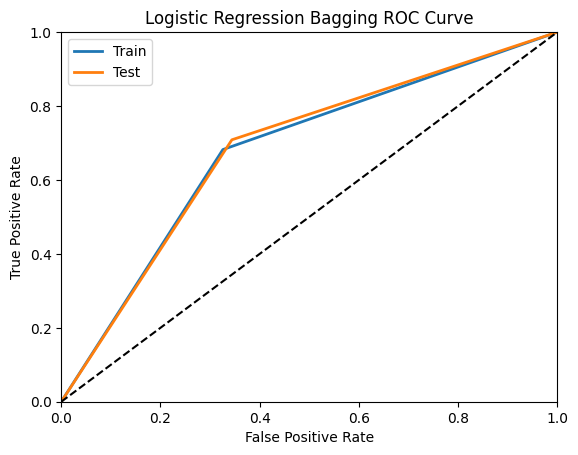 Logistic Regression Bagging ROC Curve
Train
Test
True Positive Rate
1.0
0.8
0.6
0.4
0.2
0.0
0.0 0.2 0.4 0.6 0.8 1.0
False Positive Rate